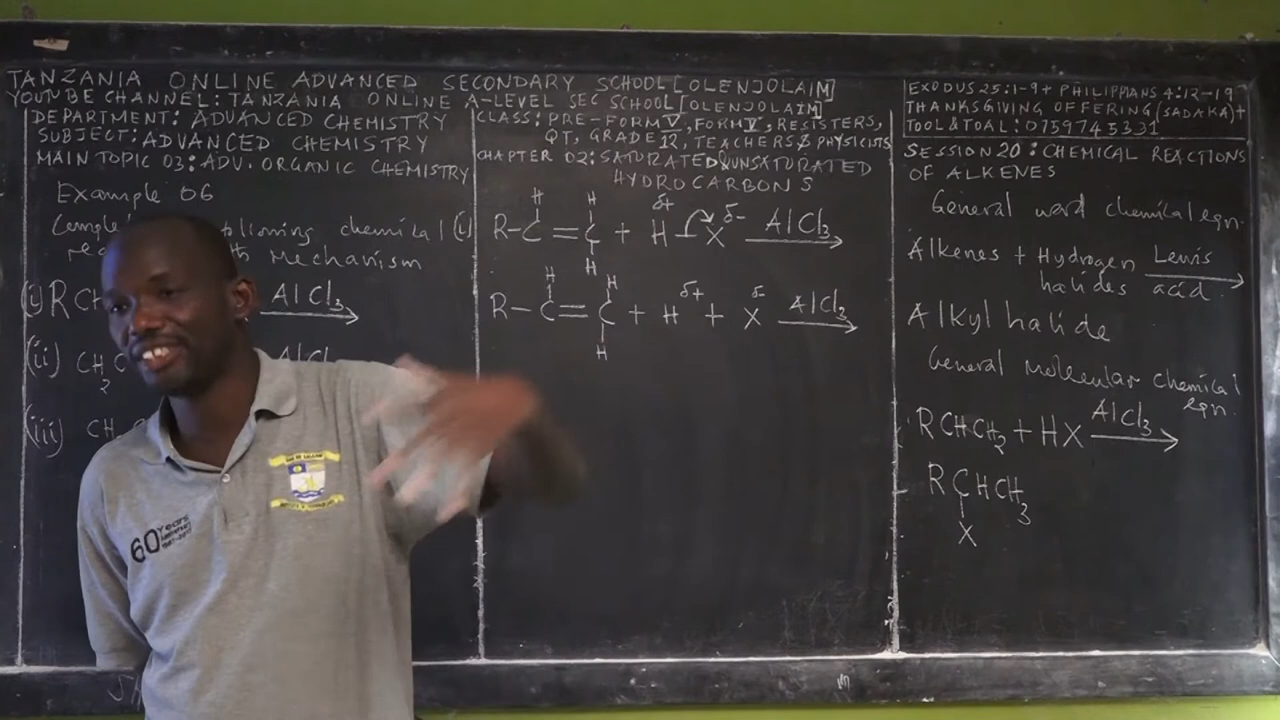 TANZANIA ONLINE ADVANCED SECONDARY SCHOOL [OLENJOLAIM]
YOUTUBE CHANNEL: TANZANIA ONLINE A-LEVEL SEC SCHOOL [OLENJOLAIM]
DEPARTMENT: ADVANCED CHEMISTRY
SUBJECT: ADVANCED CHEMISTRY
MAIN TOPIC 03: ADV. ORGANIC CHEMISTRY
Example 06
chemical
Mechanism
(i) RCH AlCl3
(ii) CH2 AlCl
(iii) CH
60 Years
CLASS: PRE-FORM V, FORM V, RESISTERS,
QT, GRADE 12, TEACHERS & PHYSICISTS
CHAPTER 02: SATURATED & UNSATURATED
HYDROCARBONS
H H δ+ δ-
(i) R-C=C + H-X AlCl3
H
H H δ+ δ-
R-C=C + H + X AlCl3
H
EXODUS 25:1-9 + PHILIPPIANS 4:12-19
THANKSGIVING OFFERING (SADAKA) +
TOOL & TOAL: 0759745331
SESSION 20: CHEMICAL REACTIONS
OF ALKENES
General word chemical eqn.
Alkenes + Hydrogen Lewis
halides acid.
Alkyl halide
General molecular chemical
eqn.
RCHCH2 + HX AlCl3
RCHCH3
X